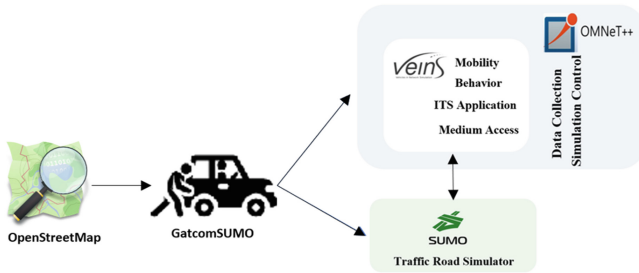 OpenStreetMap
GatcomSUMO
veins
Mobility
Behavior
ITS Application
Medium Access
OMNeT++
Data Collection
Simulation Control
SUMO
Traffic Road Simulator